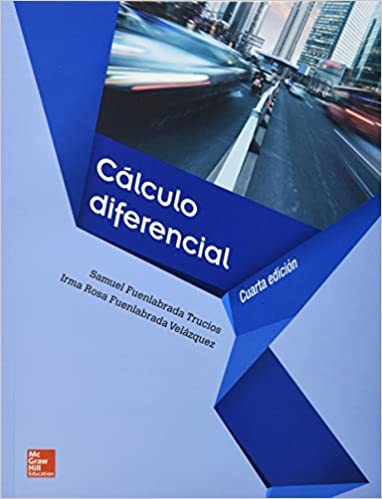 Cálculo
diferencial
Cuarta edición
Samuel Fuenlabrada Trucíos
Irma Rosa Fuenlabrada Velázquez
Mc
Graw
Hill
Education